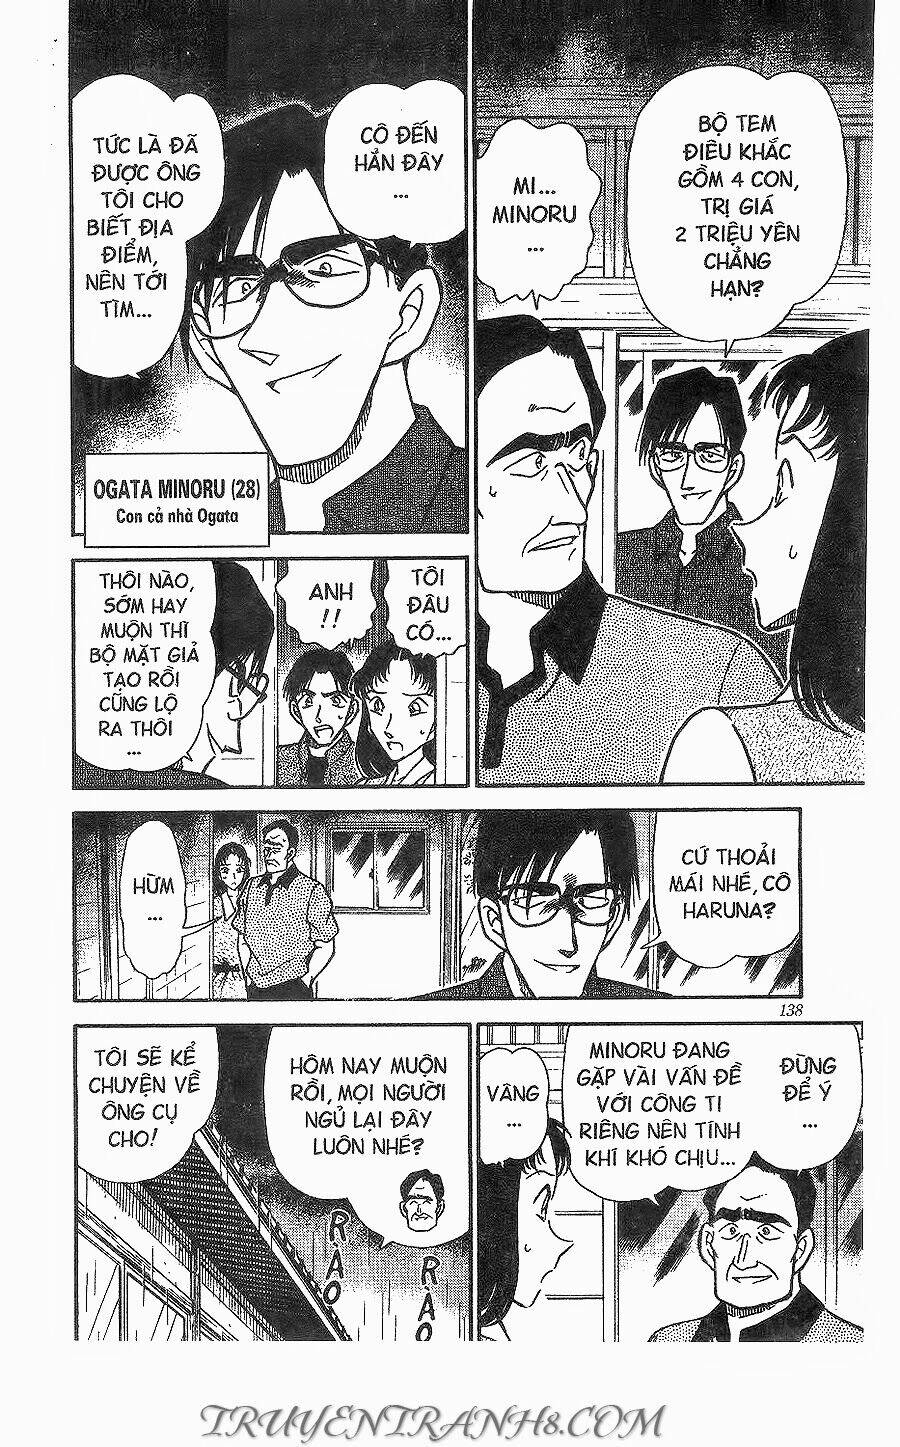 BỘ TEM
ĐIÊU KHẮC
GỒM 4 CON,
TRỊ GIÁ
2 TRIỆU YÊN
CHẲNG
HẠN?
MI...
MINORU
...
CÔ ĐẾN
HẲN ĐÂY
...
TỨC LÀ ĐÃ
ĐƯỢC ÔNG
TÔI CHO
BIẾT ĐỊA
ĐIỂM,
NÊN TỚI
TÌM...
OGATA MINORU (28)
Con cả nhà Ogata
TÔI
ĐÂU
CÓ...
ANH
!!
THÔI NÀO,
SỚM HAY
MUỘN THÌ
BỘ MẶT GIẢ
TẠO RỒI
CŨNG LỘ
RA THÔI
...
CỨ THOẢI
MÁI NHÉ, CÔ
HARUNA?
HỪM
...
138
ĐỪNG
ĐỂ Ý
...
MINORU ĐANG
GẶP VÀI VẤN ĐỀ
VỚI CÔNG TI
RIÊNG NÊN TÍNH
KHÍ KHÓ CHỊU...
VÂNG
...
HÔM NAY MUỘN
RỒI, MỌI NGƯỜI
NGỦ LẠI ĐÂY
LUÔN NHÉ?
TÔI SẼ KỂ
CHUYỆN VỀ
ÔNG CỤ
CHO!
RÀO
RÀO
TRUYENTRANH8.COM